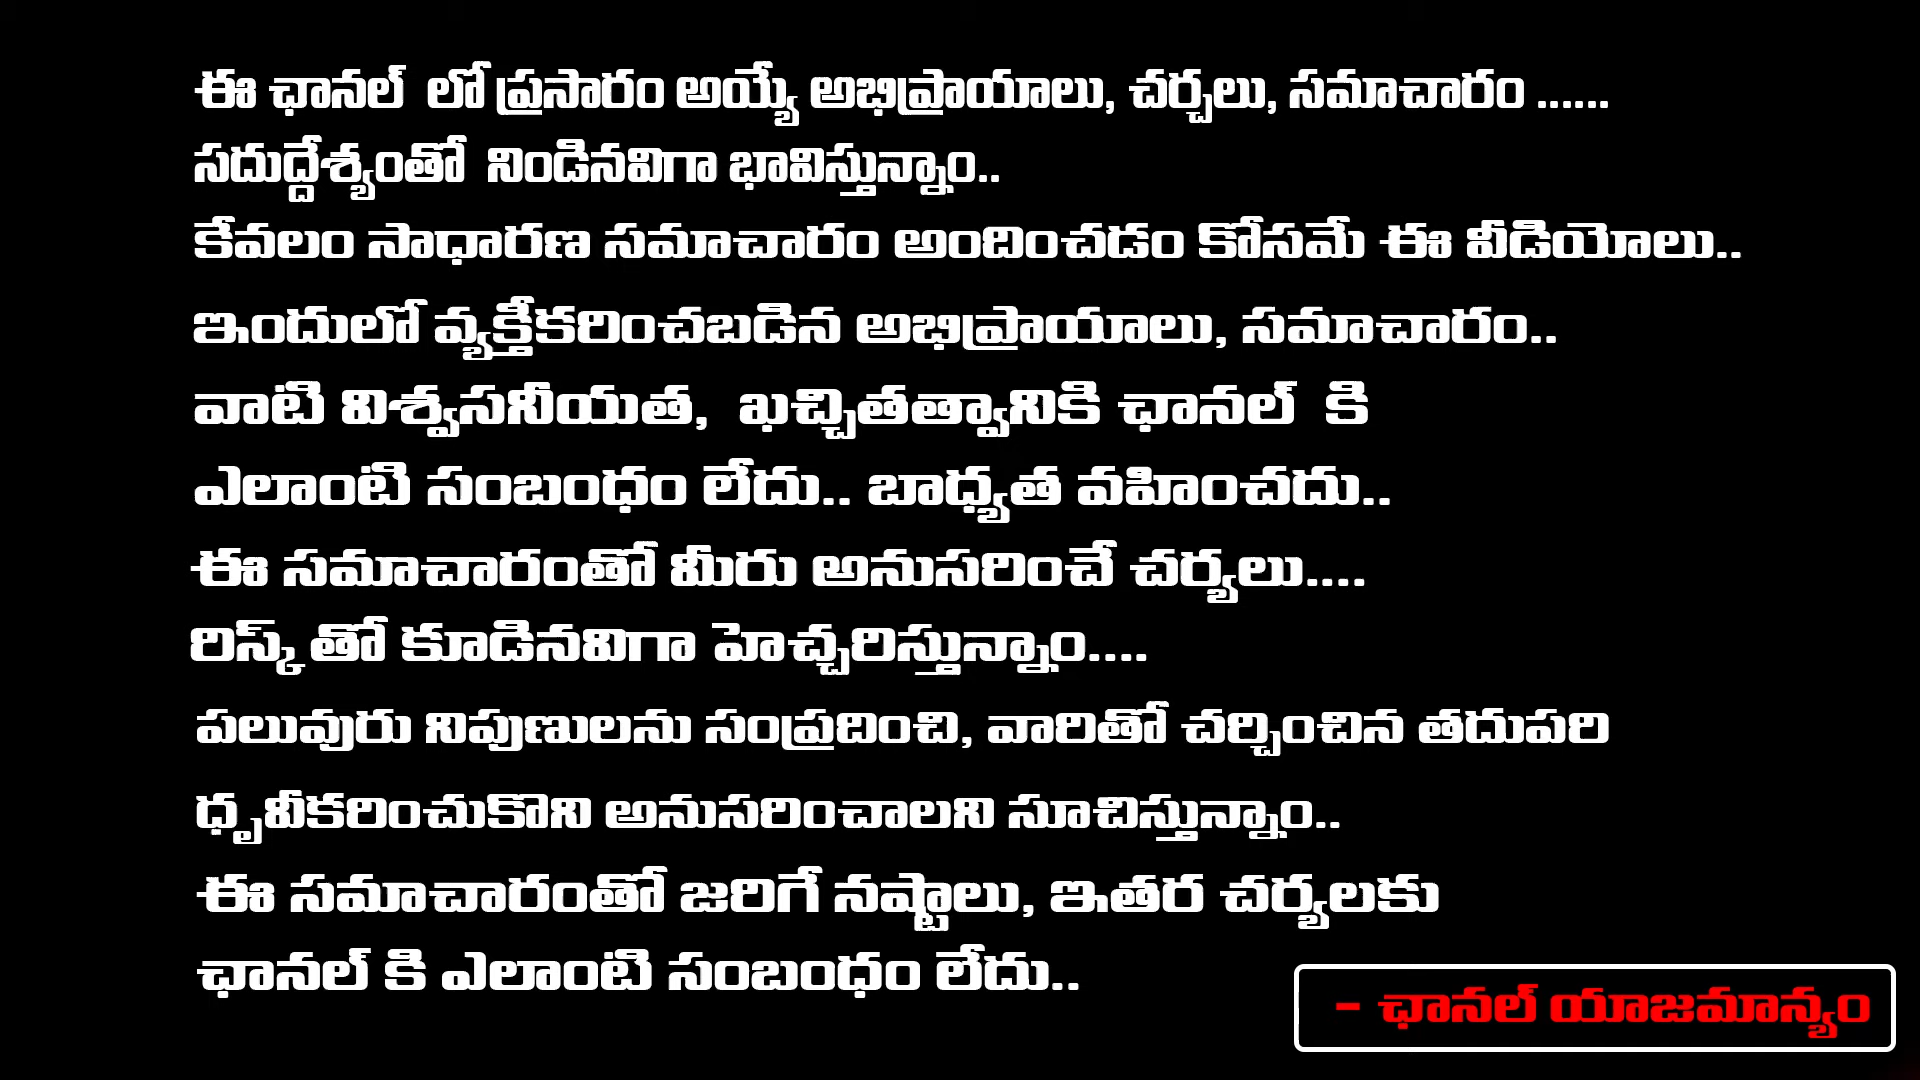 ఈ ఛానల్ లో ప్రసారం అయ్యే అభిప్రాయాలు, చర్చలు, సమాచారం ......
సదుద్దేశ్యంతో నిండినవిగా భావిస్తున్నాం..
కేవలం సాధారణ సమాచారం అందించడం కోసమే ఈ వీడియోలు..
ఇందులో వ్యక్తీకరించబడిన అభిప్రాయాలు, సమాచారం..
వాటి విశ్వసనీయత, ఖచ్చితత్వానికి ఛానల్ కి
ఎలాంటి సంబంధం లేదు.. బాధ్యత వహించదు..
ఈ సమాచారంతో మీరు అనుసరించే చర్యలు....
రిస్క్ తో కూడినవిగా హెచ్చరిస్తున్నాం....
పలువురు నిపుణులను సంప్రదించి, వారితో చర్చించిన తదుపరి
ధృవీకరించుకొని అనుసరించాలని సూచిస్తున్నాం..
ఈ సమాచారంతో జరిగే నష్టాలు, ఇతర చర్యలకు
ఛానల్ కి ఎలాంటి సంబంధం లేదు..
- ఛానల్ యాజమాన్యం